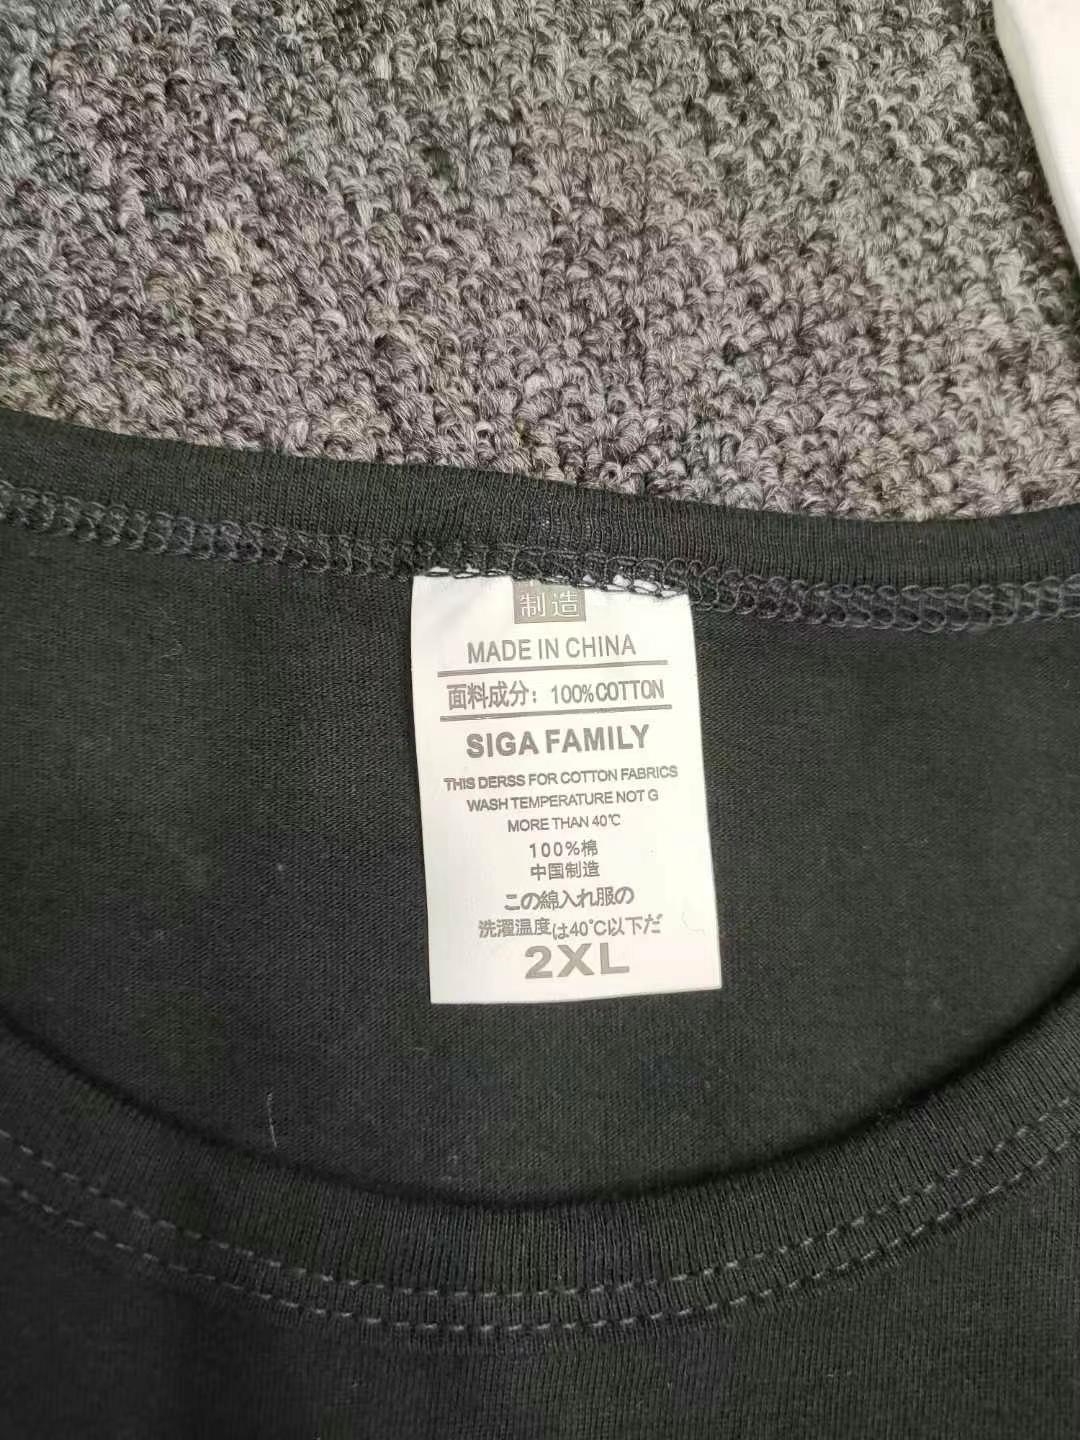 制造
MADE IN CHINA
面料成分：100%COTTON
SIGA FAMILY
THIS DERSS FOR COTTON FABRICS
WASH TEMPERATURE NOT G
MORE THAN 40℃
100%棉
中国制造
この綿入れ服の
洗濯温度は40℃以下だ
2XL